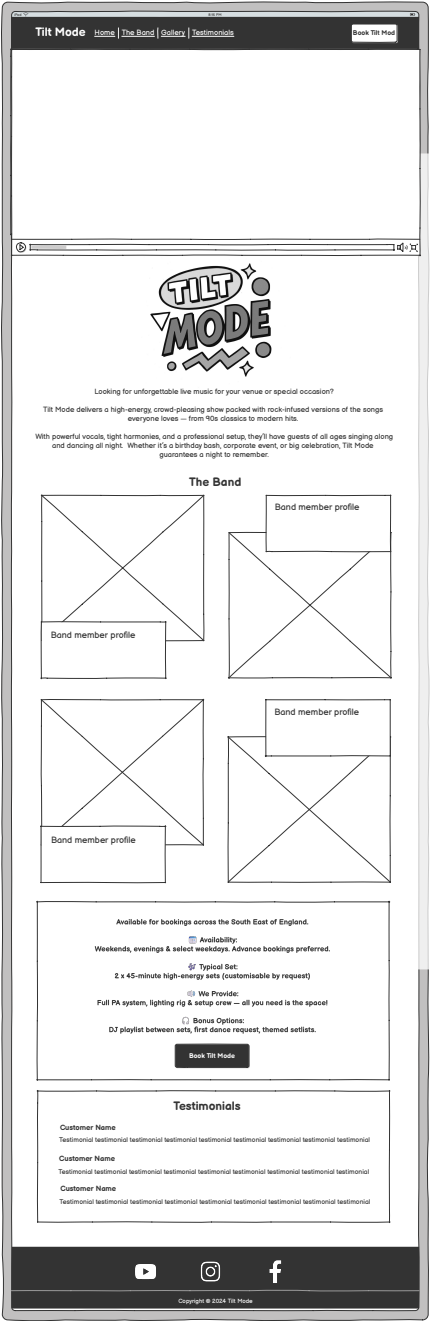 iPad
8:45 PM
Tilt Mode Home The Band Gallery Testimonials Book Tilt Mod
TILT
MODE
Looking for unforgettable live music for your venue or special occasion?
Tilt Mode delivers a high-energy, crowd-pleasing show packed with rock-infused versions of the songs
everyone loves — from 90s classics to modern hits.
With powerful vocals, tight harmonies, and a professional setup, they'll have guests of all ages singing along
and dancing all night. Whether it's a birthday bash, corporate event, or big celebration, Tilt Mode
guarantees a night to remember.
The Band
Band member profile
Band member profile
Band member profile
Band member profile
Available for bookings across the South East of England.
Availability:
Weekends, evenings & select weekdays. Advance bookings preferred.
Typical Set:
2 x 45-minute high-energy sets (customisable by request)
We Provide:
Full PA system, lighting rig & setup crew — all you need is the space!
Bonus Options:
DJ playlist between sets, first dance request, themed setlists.
Book Tilt Mode
Testimonials
Customer Name
Testimonial testimonial testimonial testimonial testimonial testimonial testimonial testimonial testimonial
Customer Name
Testimonial testimonial testimonial testimonial testimonial testimonial testimonial testimonial testimonial
Customer Name
Testimonial testimonial testimonial testimonial testimonial testimonial testimonial testimonial testimonial
Copyright © 2024 Tilt Mode